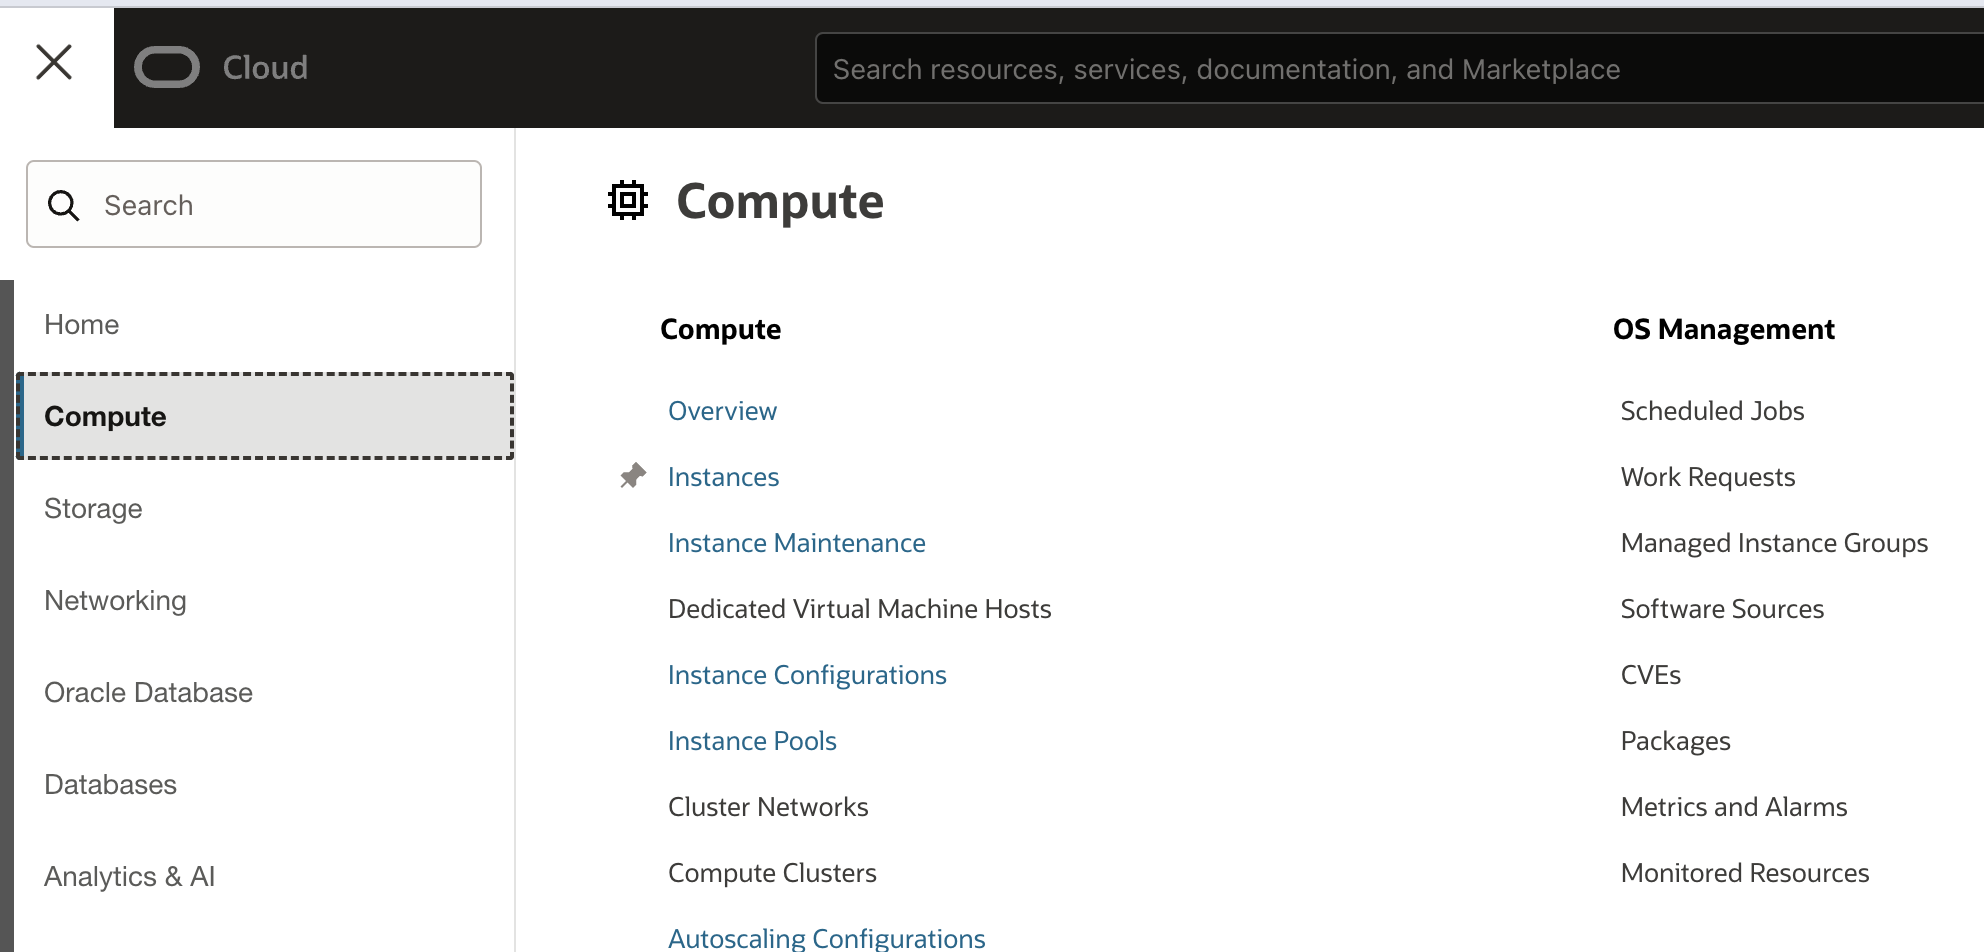 Cloud
Search resources, services, documentation, and Marketplace
Search
Home
Compute
Storage
Networking
Oracle Database
Databases
Analytics & AI
Compute
Compute
Overview
Instances
Instance Maintenance
Dedicated Virtual Machine Hosts
Instance Configurations
Instance Pools
Cluster Networks
Compute Clusters
Autoscaling Configurations
OS Management
Scheduled Jobs
Work Requests
Managed Instance Groups
Software Sources
CVEs
Packages
Metrics and Alarms
Monitored Resources